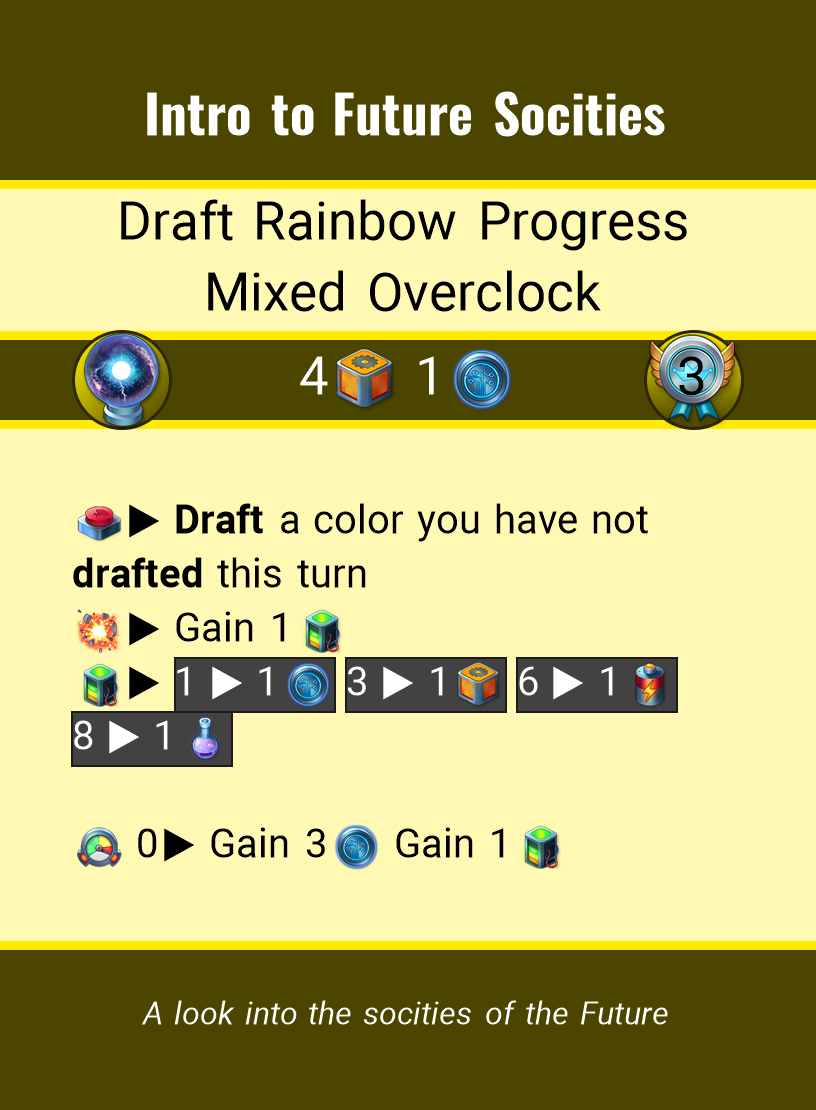 Intro to Future Socities
Draft Rainbow Progress
Mixed Overclock
4 1 3
▶ Draft a color you have not
drafted this turn
▶ Gain 1
▶ 1 ▶ 1 3 ▶ 1 6 ▶ 1
8 ▶ 1
0▶ Gain 3 Gain 1
A look into the socities of the Future